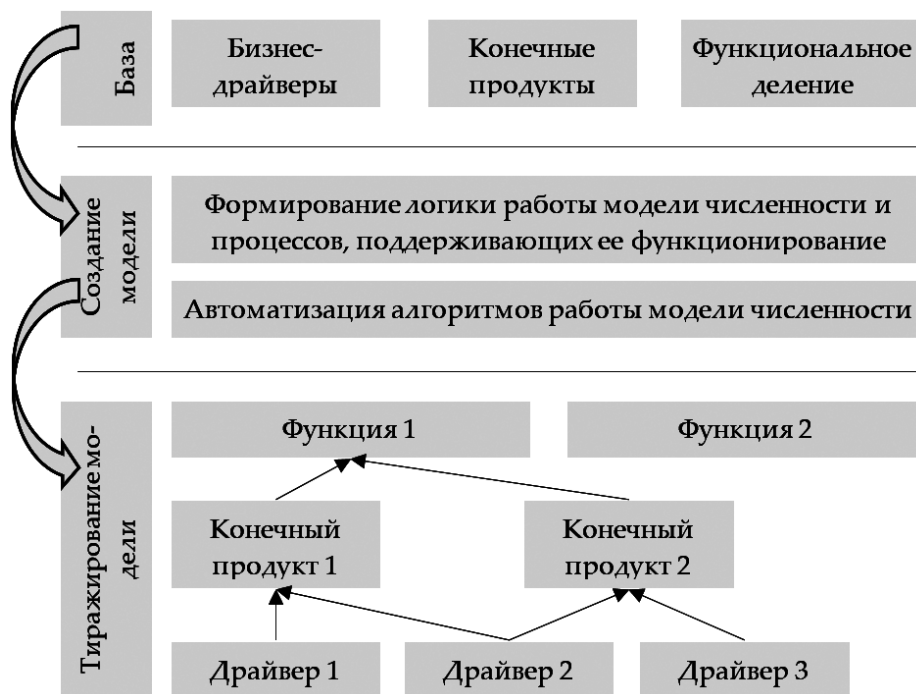 База
Бизнес-
драйверы
Конечные
продукты
Функциональное
деление
Создание
модели
Формирование логики работы модели численности и
процессов, поддерживающих ее функционирование
Автоматизация алгоритмов работы модели численности
Тиражирование мо-
дели
Функция 1
Функция 2
Конечный
продукт 1
Конечный
продукт 2
Драйвер 1
Драйвер 2
Драйвер 3